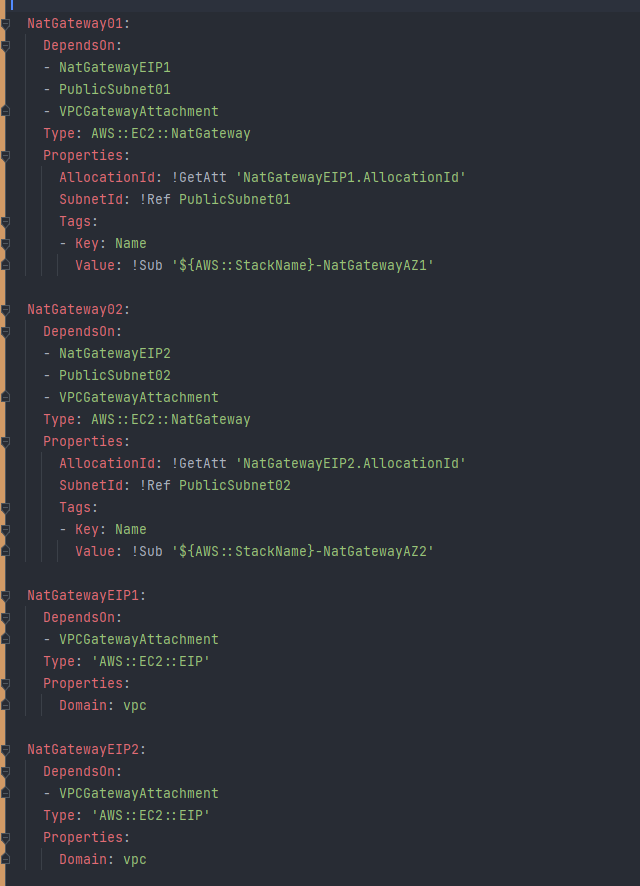 NatGateway01:
DependsOn:
- NatGatewayEIP1
- PublicSubnet01
- VPCGatewayAttachment
Type: AWS::EC2::NatGateway
Properties:
AllocationId: !GetAtt 'NatGatewayEIP1.AllocationId'
SubnetId: !Ref PublicSubnet01
Tags:
- Key: Name
Value: !Sub '${AWS::StackName}-NatGatewayAZ1'
NatGateway02:
DependsOn:
- NatGatewayEIP2
- PublicSubnet02
- VPCGatewayAttachment
Type: AWS::EC2::NatGateway
Properties:
AllocationId: !GetAtt 'NatGatewayEIP2.AllocationId'
SubnetId: !Ref PublicSubnet02
Tags:
- Key: Name
Value: !Sub '${AWS::StackName}-NatGatewayAZ2'
NatGatewayEIP1:
DependsOn:
- VPCGatewayAttachment
Type: 'AWS::EC2::EIP'
Properties:
Domain: vpc
NatGatewayEIP2:
DependsOn:
- VPCGatewayAttachment
Type: 'AWS::EC2::EIP'
Properties:
Domain: vpc